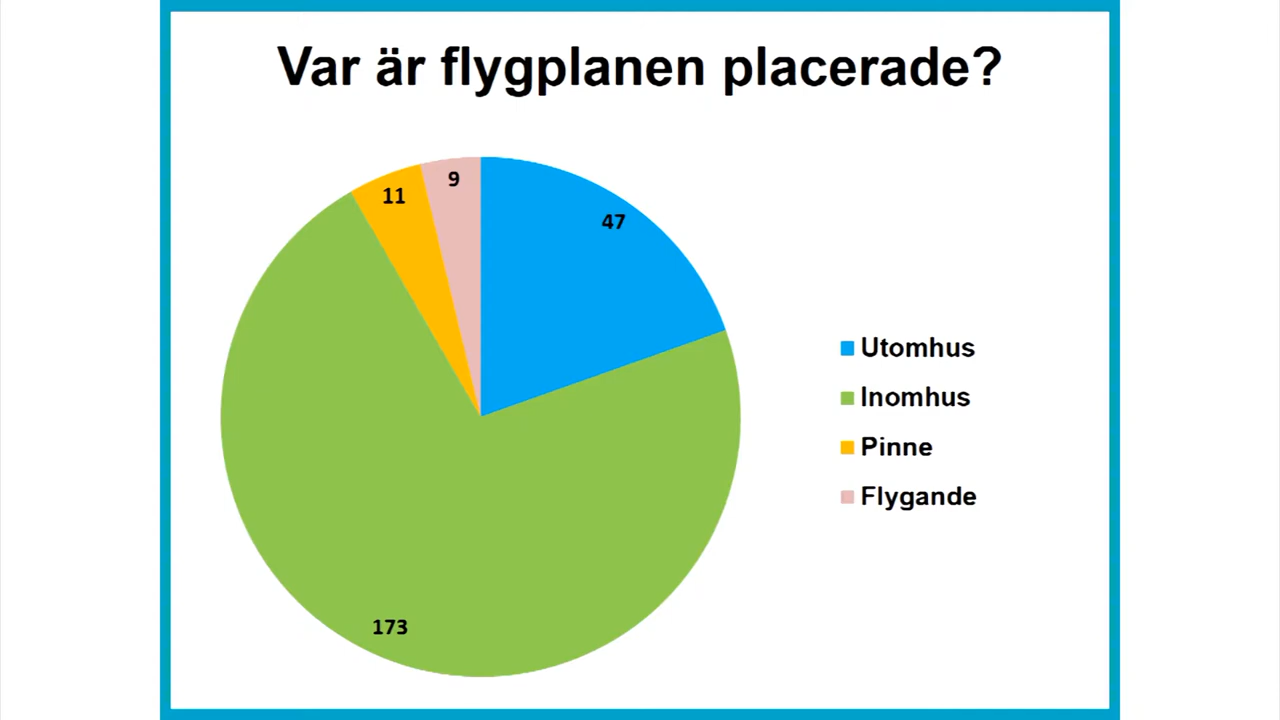 Var är flygplanen placerade?
9
11
47
Utomhus
Inomhus
Pinne
Flygande
173